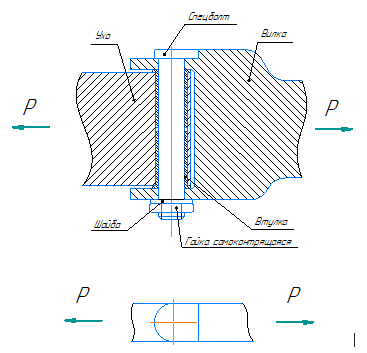 Спецболт
Ухо
Вилка
P
P
Шайба
Втулка
Гайка самоконтрящаяся
P
P